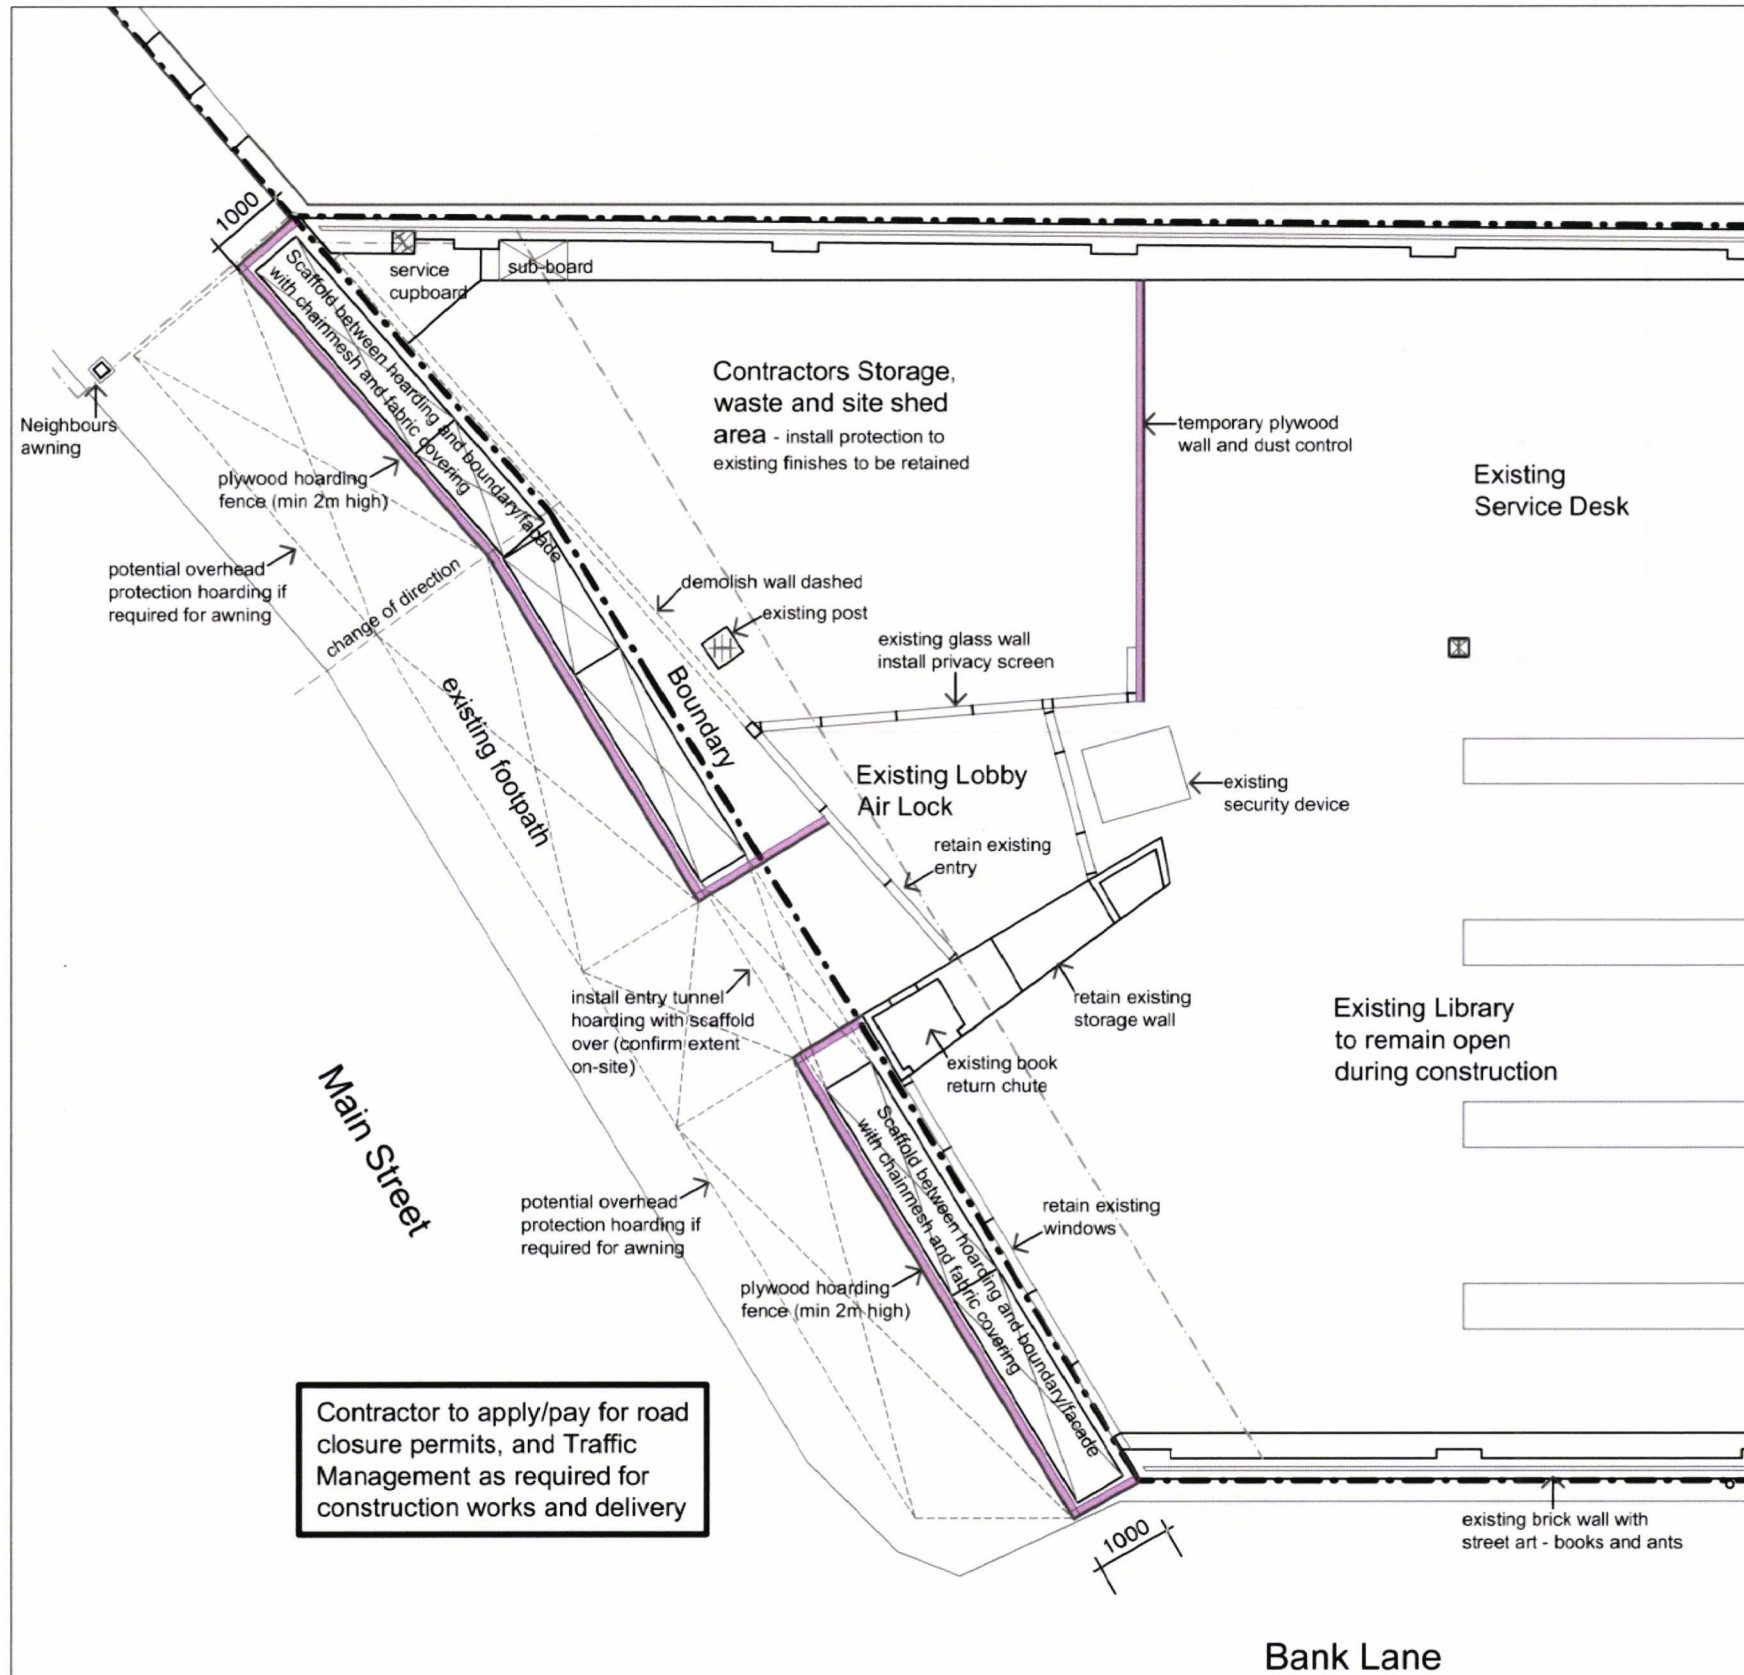 1000
service
cupboard
sub-board
Scaffold between hoarding and boundary/facade
with chainmesh and fabric covering
Neighbours
awning
plywood hoarding
fence (min 2m high)
potential overhead
protection hoarding if
required for awning
change of direction
existing footpath
Contractors Storage,
waste and site shed
area - install protection to
existing finishes to be retained
temporary plywood
wall and dust control
Existing
Service Desk
demolish wall dashed
existing post
existing glass wall
install privacy screen
Boundary
Existing Lobby
Air Lock
existing
security device
retain existing
entry
install entry tunnel
hoarding with scaffold
over (confirm extent
on-site)
retain existing
storage wall
existing book
return chute
Existing Library
to remain open
during construction
Main Street
potential overhead
protection hoarding if
required for awning
Scaffold between hoarding and boundary/facade
with chainmesh and fabric covering
retain existing
windows
plywood hoarding
fence (min 2m high)
Contractor to apply/pay for road
closure permits, and Traffic
Management as required for
construction works and delivery
1000
existing brick wall with
street art - books and ants
Bank Lane